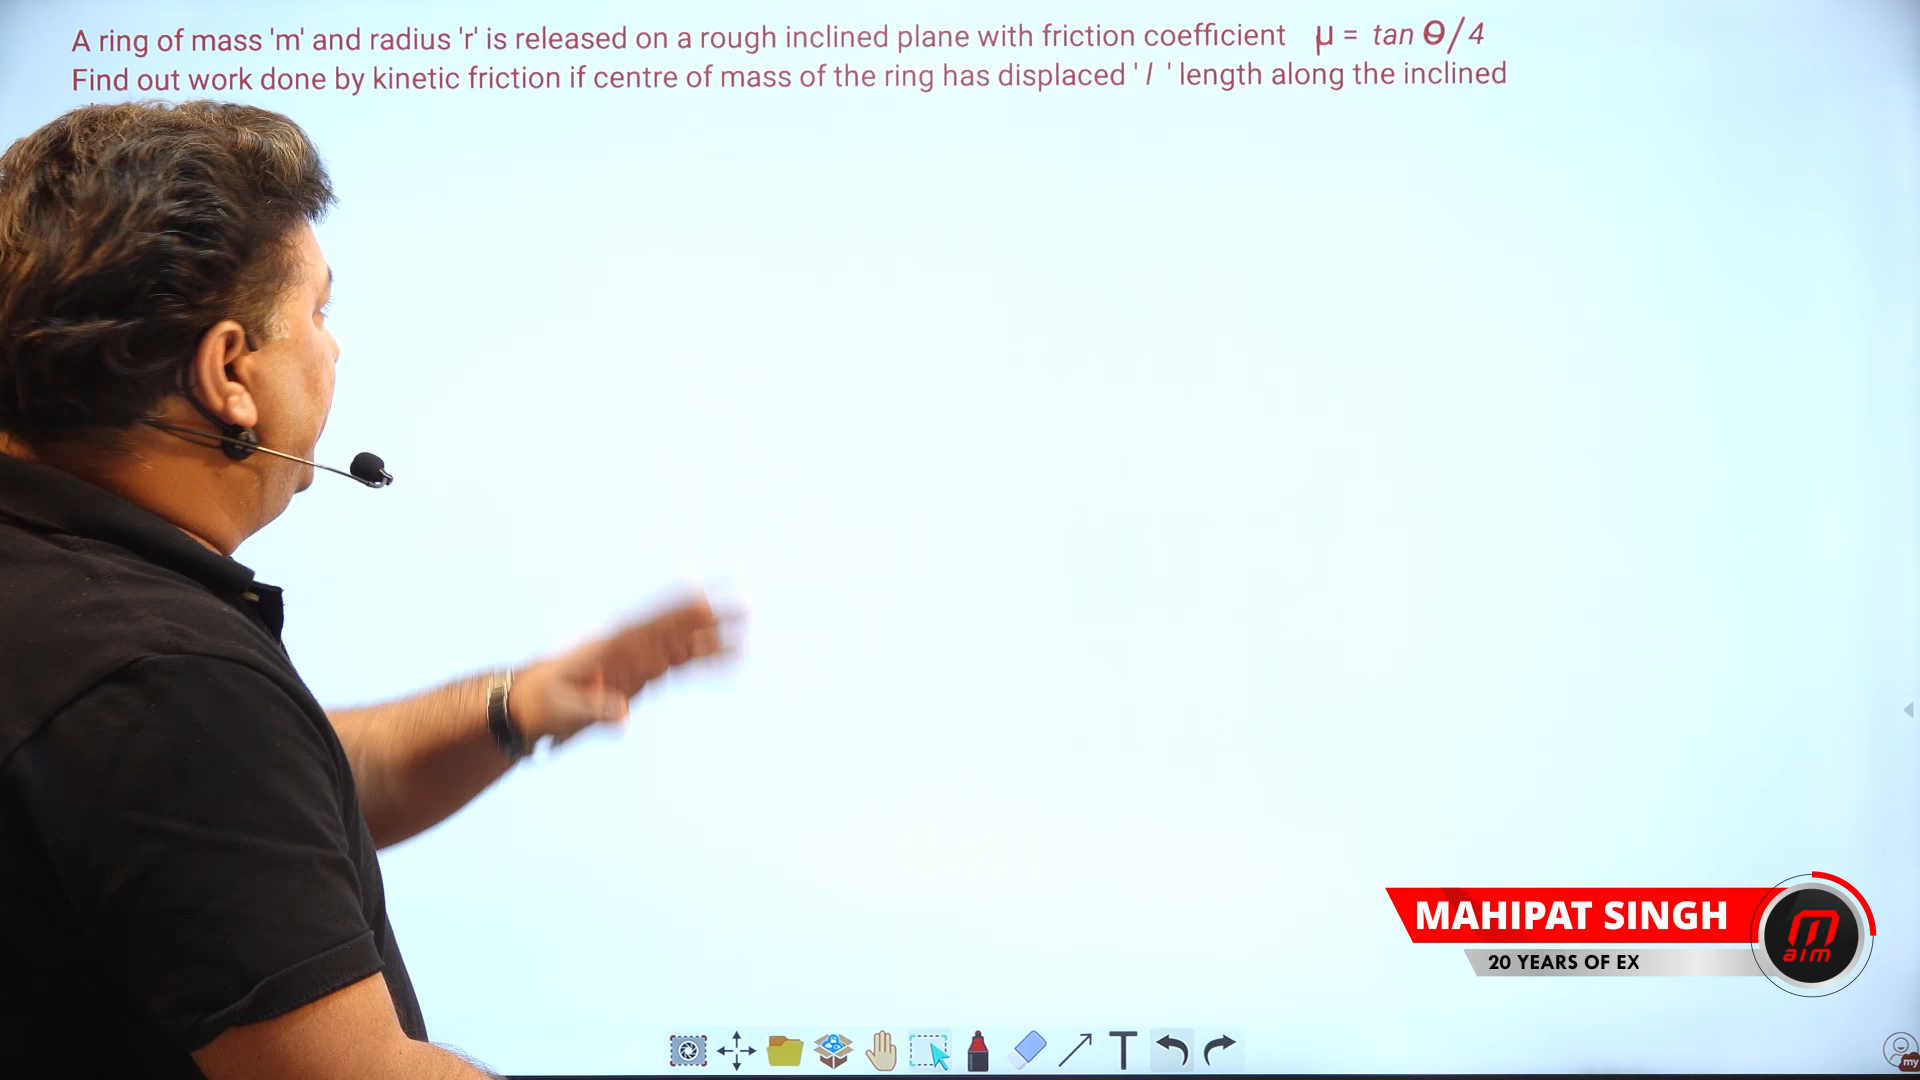 A ring of mass 'm' and radius 'r' is released on a rough inclined plane with friction coefficient μ = tan θ/4
Find out work done by kinetic friction if centre of mass of the ring has displaced ' l ' length along the inclined
MAHIPAT SINGH
20 YEARS OF EX
aim
T
my